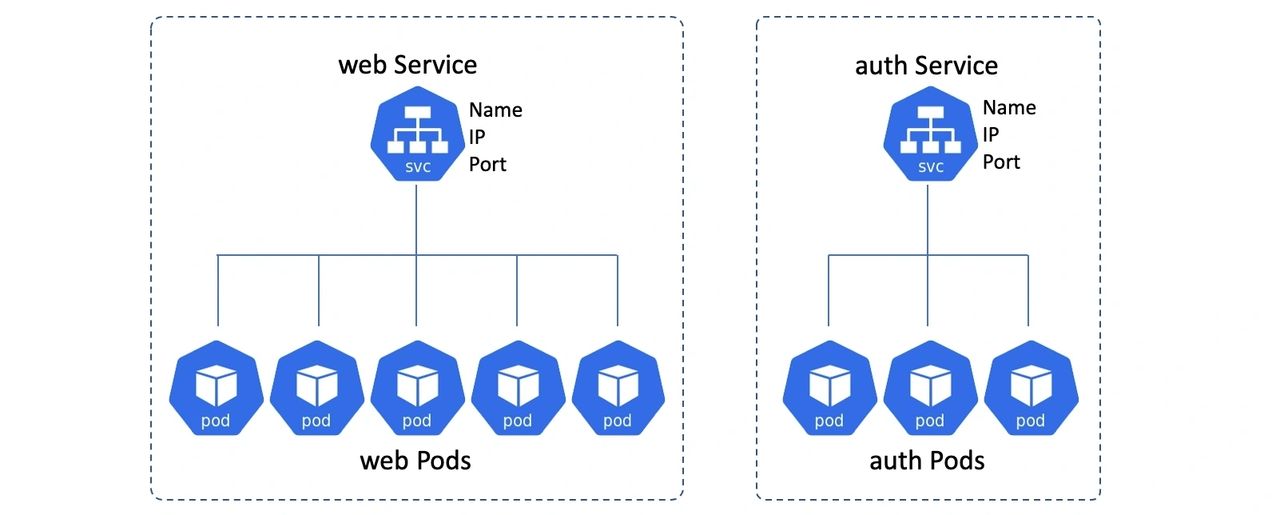 web Service
Name
IP
Port
svc
pod pod pod pod pod
web Pods
auth Service
Name
IP
Port
svc
pod pod pod
auth Pods